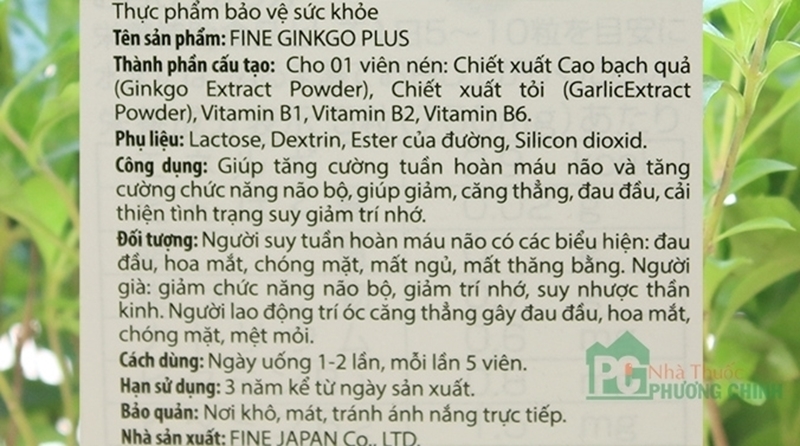 Thực phẩm bảo vệ sức khỏe
Tên sản phẩm: FINE GINKGO PLUS
Thành phần cấu tạo: Cho 01 viên nén: Chiết xuất Cao bạch quả
(Ginkgo Extract Powder), Chiết xuất tỏi (GarlicExtract
Powder), Vitamin B1, Vitamin B2, Vitamin B6.
Phụ liệu: Lactose, Dextrin, Ester của đường, Silicon dioxid.
Công dụng: Giúp tăng cường tuần hoàn máu não và tăng
cường chức năng não bộ, giúp giảm, căng thẳng, đau đầu, cải
thiện tình trạng suy giảm trí nhớ.
Đối tượng: Người suy tuần hoàn máu não có các biểu hiện: đau
đầu, hoa mắt, chóng mặt, mất ngủ, mất thăng bằng. Người
già: giảm chức năng não bộ, giảm trí nhớ, suy nhược thần
kinh. Người lao động trí óc căng thẳng gây đau đầu, hoa mắt,
chóng mặt, mệt mỏi.
Cách dùng: Ngày uống 1-2 lần, mỗi lần 5 viên.
Hạn sử dụng: 3 năm kể từ ngày sản xuất.
Bảo quản: Nơi khô, mát, tránh ánh nắng trực tiếp.
Nhà sản xuất: FINE JAPAN Co., LTD.
PC Nhà Thuốc
PHƯƠNG CHINH